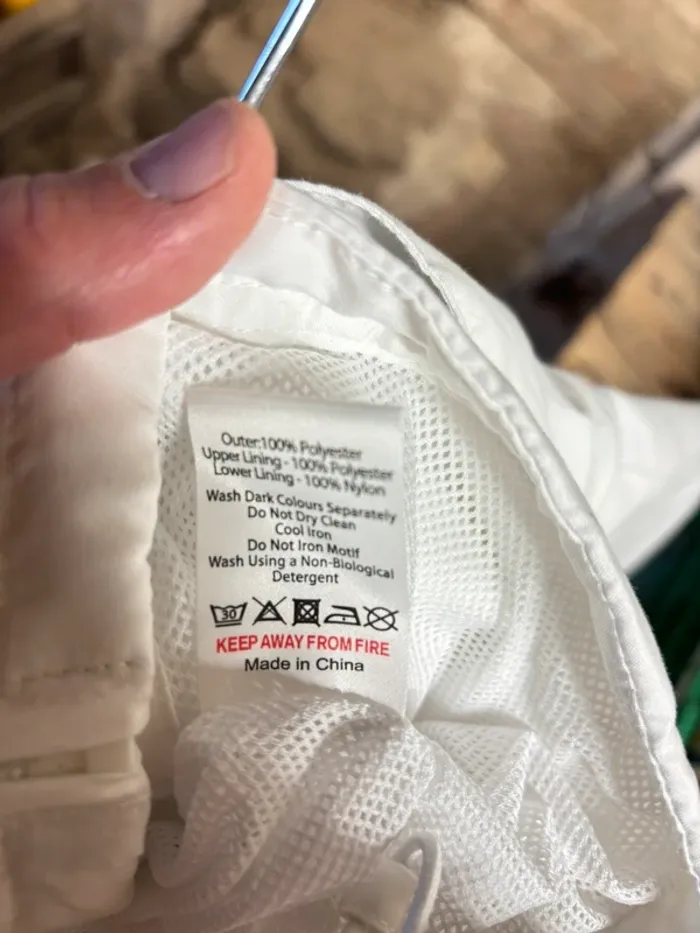 Outer:100% Polyester
Upper Lining - 100% Polyester
Lower Lining - 100% Nylon
Wash Dark Colours Separately
Do Not Dry Clean
Cool Iron
Do Not Iron Motif
Wash Using a Non-Biological
Detergent
30
KEEP AWAY FROM FIRE
Made in China